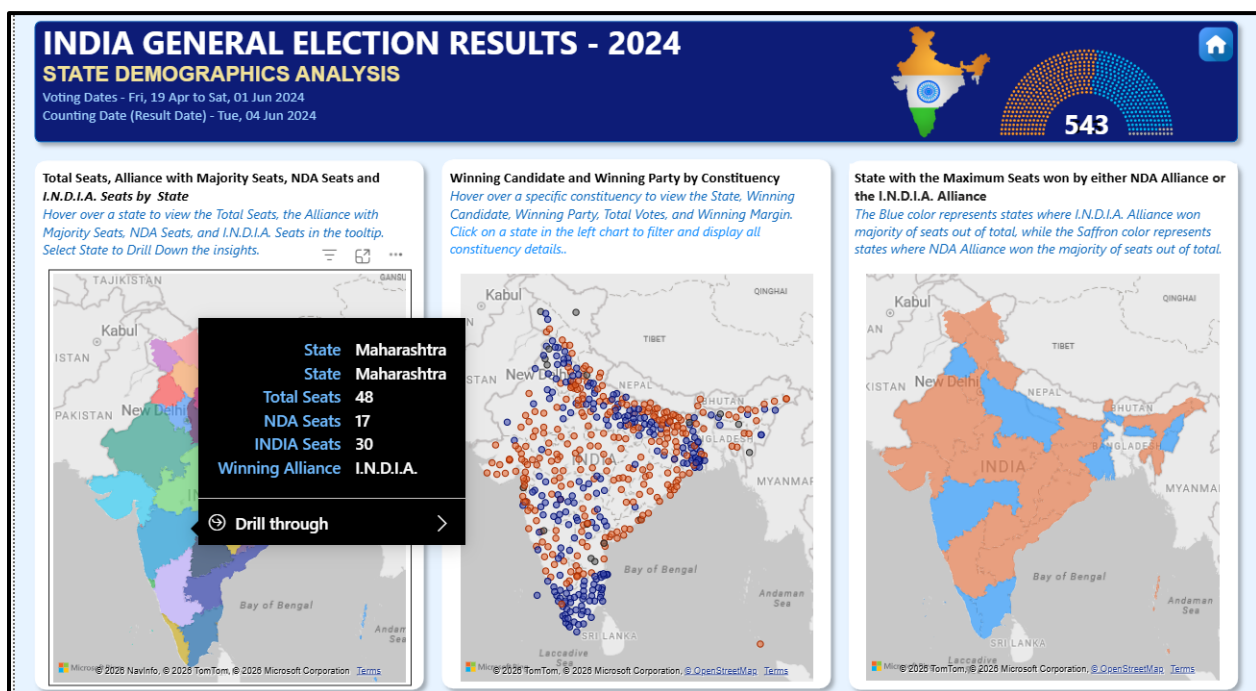 INDIA GENERAL ELECTION RESULTS - 2024
STATE DEMOGRAPHICS ANALYSIS
Voting Dates - Fri, 19 Apr to Sat, 01 Jun 2024
Counting Date (Result Date) - Tue, 04 Jun 2024
543
Total Seats, Alliance with Majority Seats, NDA Seats and
I.N.D.I.A. Seats by State
Hover over a state to view the Total Seats, the Alliance with
Majority Seats, NDA Seats, and I.N.D.I.A. Seats in the tooltip.
Select State to Drill Down the insights.
TAJIKISTAN
GANSU
Kabul
ISTAN
PAKISTAN
New Delhi
State Maharashtra
State Maharashtra
Total Seats 48
NDA Seats 17
INDIA Seats 30
Winning Alliance I.N.D.I.A.
Drill through
Bay of Bengal
Andam
Sea
© 2026 NavInfo, © 2026 TomTom, © 2026 Microsoft Corporation Terms
Winning Candidate and Winning Party by Constituency
Hover over a specific constituency to view the State, Winning
Candidate, Winning Party, Total Votes, and Winning Margin.
Click on a state in the left chart to filter and display all
constituency details..
Kabul
QINGHAI
TIBET
STAN
New Delhi
NEPAL
BHUTAN
MYANMAR
Bay of Bengal
Andaman
Sea
SRI LANKA
Laccadive
Sea
© 2026 TomTom, © 2026 Microsoft Corporation, © OpenStreetMap Terms
State with the Maximum Seats won by either NDA Alliance or
the I.N.D.I.A. Alliance
The Blue color represents states where I.N.D.I.A. Alliance won
majority of seats out of total, while the Saffron color represents
states where NDA Alliance won the majority of seats out of total.
Kabul
QINGHAI
AN
TIBET
KISTAN
New Delhi
NEPAL
BHUTAN
BANGLADESH
INDIA
MYANMA
Bay of Bengal
Andaman
Sea
SRI LANKA
Laccadive
© 2026 TomTom, © 2026 Microsoft Corporation, © OpenStreetMap Terms